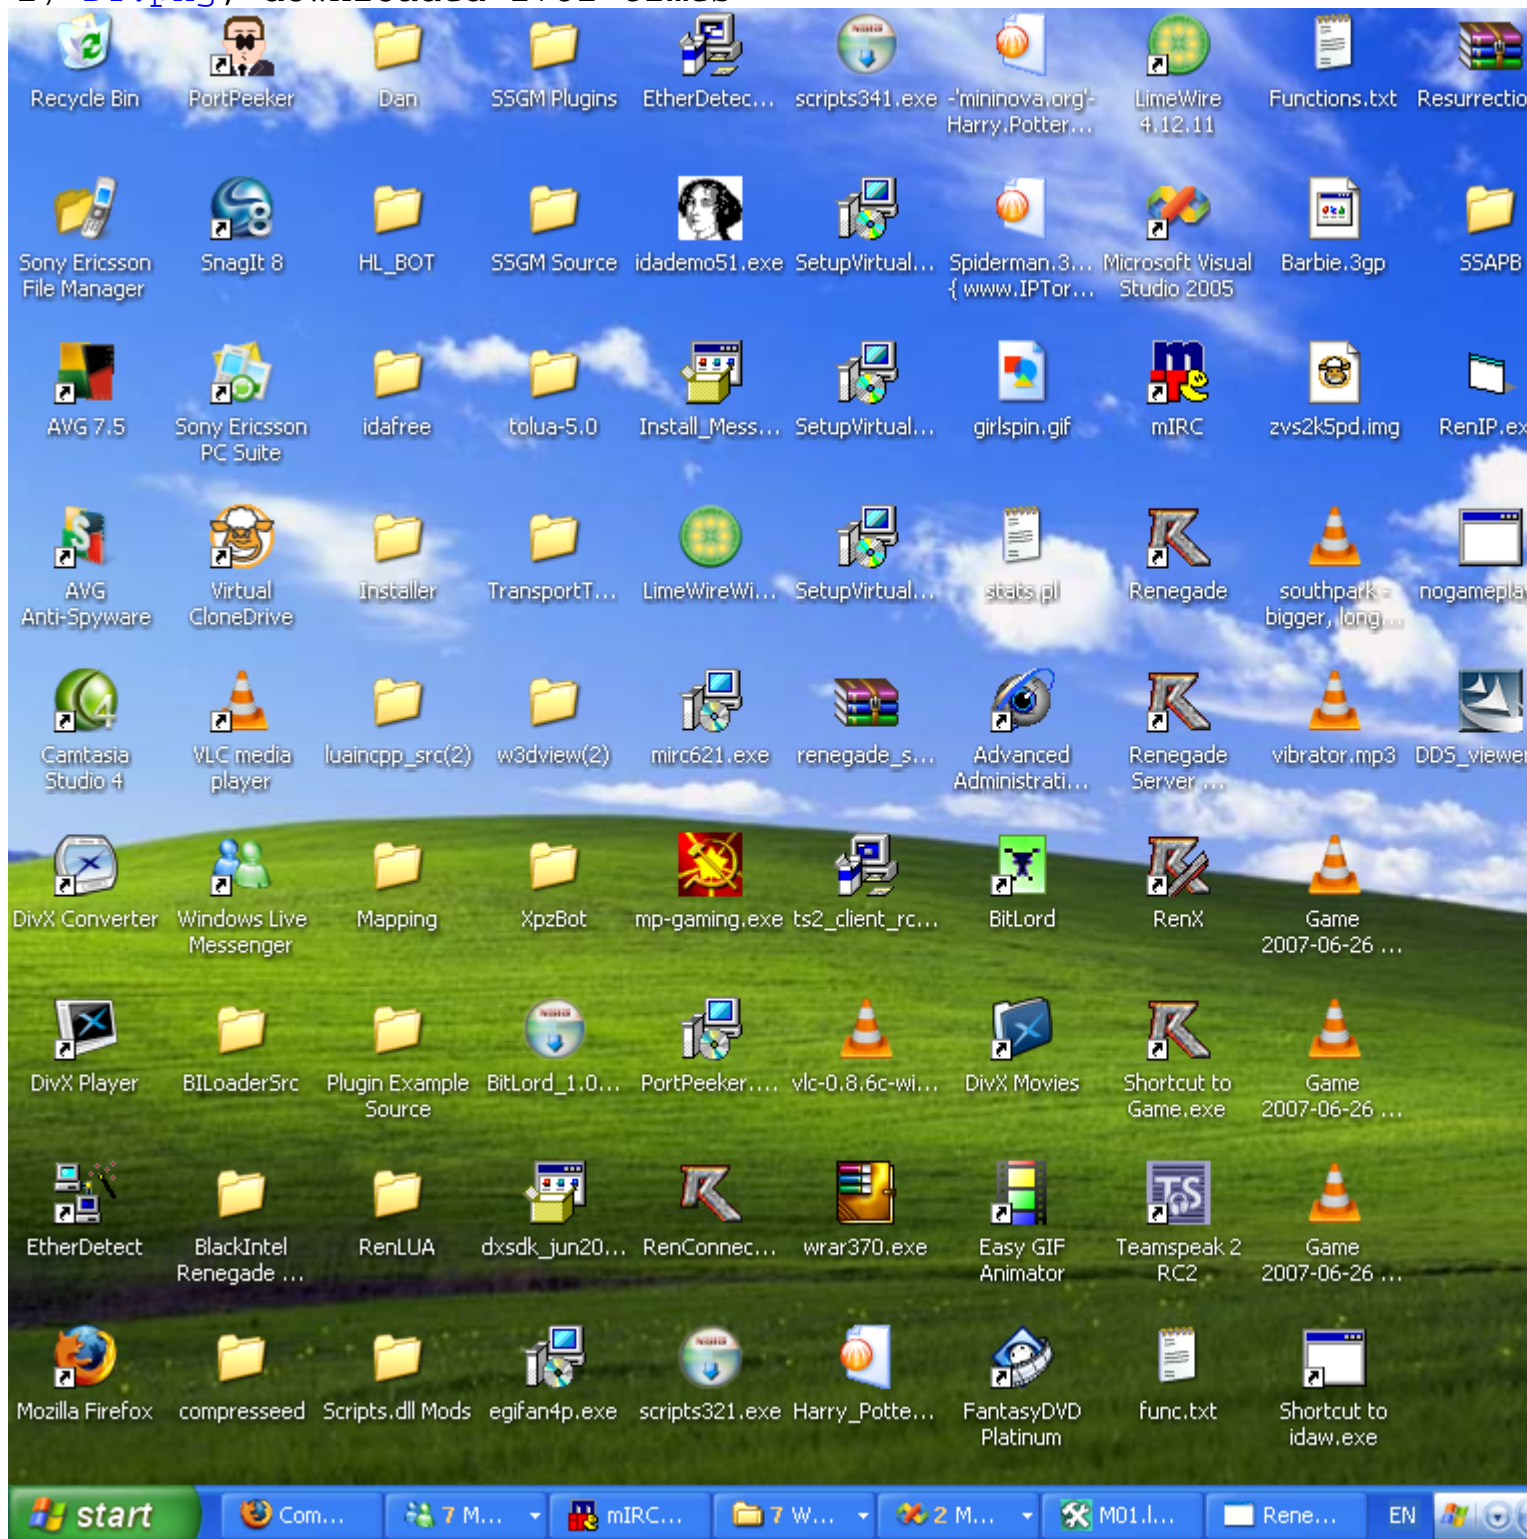 Recycle Bin PortPeeker Dan SSGM Plugins EtherDetec... scripts341.exe -'mininova.org'- LimeWire Functions.txt Resurrectio
Harry.Potter... 4.12.11
Sony Ericsson SnagIt 8 HL_BOT SSGM Source idademo51.exe SetupVirtual... Spiderman.3... Microsoft Visual Barbie.3gp SSAPB
File Manager { www.IPTor... Studio 2005
AVG 7.5 Sony Ericsson idafree tolua-5.0 Install_Mess... SetupVirtual... girlspin.gif mIRC zvs2k5pd.img RenIP.ex
PC Suite
AVG Virtual Installer TransportT... LimeWireWi... SetupVirtual... stats.pl Renegade southpark - nogamepla
Anti-Spyware CloneDrive bigger, long...
Camtasia VLC media luaincpp_src(2) w3dview(2) mirc621.exe renegade_s... Advanced Renegade vibrator.mp3 DDS_viewer
Studio 4 player Administrati... Server ...
DivX Converter Windows Live Mapping XpzBot mp-gaming.exe ts2_client_rc... BitLord RenX Game
Messenger 2007-06-26 ...
DivX Player BILoaderSrc Plugin Example BitLord_1.0... PortPeeker.... vlc-0.8.6c-wi... DivX Movies Shortcut to Game
Source Game.exe 2007-06-26 ...
EtherDetect BlackIntel RenLUA dxsdk_jun20... RenConnec... wrar370.exe Easy GIF Teamspeak 2 Game
Renegade ... Animator RC2 2007-06-26 ...
Mozilla Firefox compresseed Scripts.dll Mods egifan4p.exe scripts321.exe Harry_Potte... FantasyDVD func.txt Shortcut to
Platinum idaw.exe
start Com... 7 M... mIRC... 7 W... 2 M... M01.l... Rene... EN